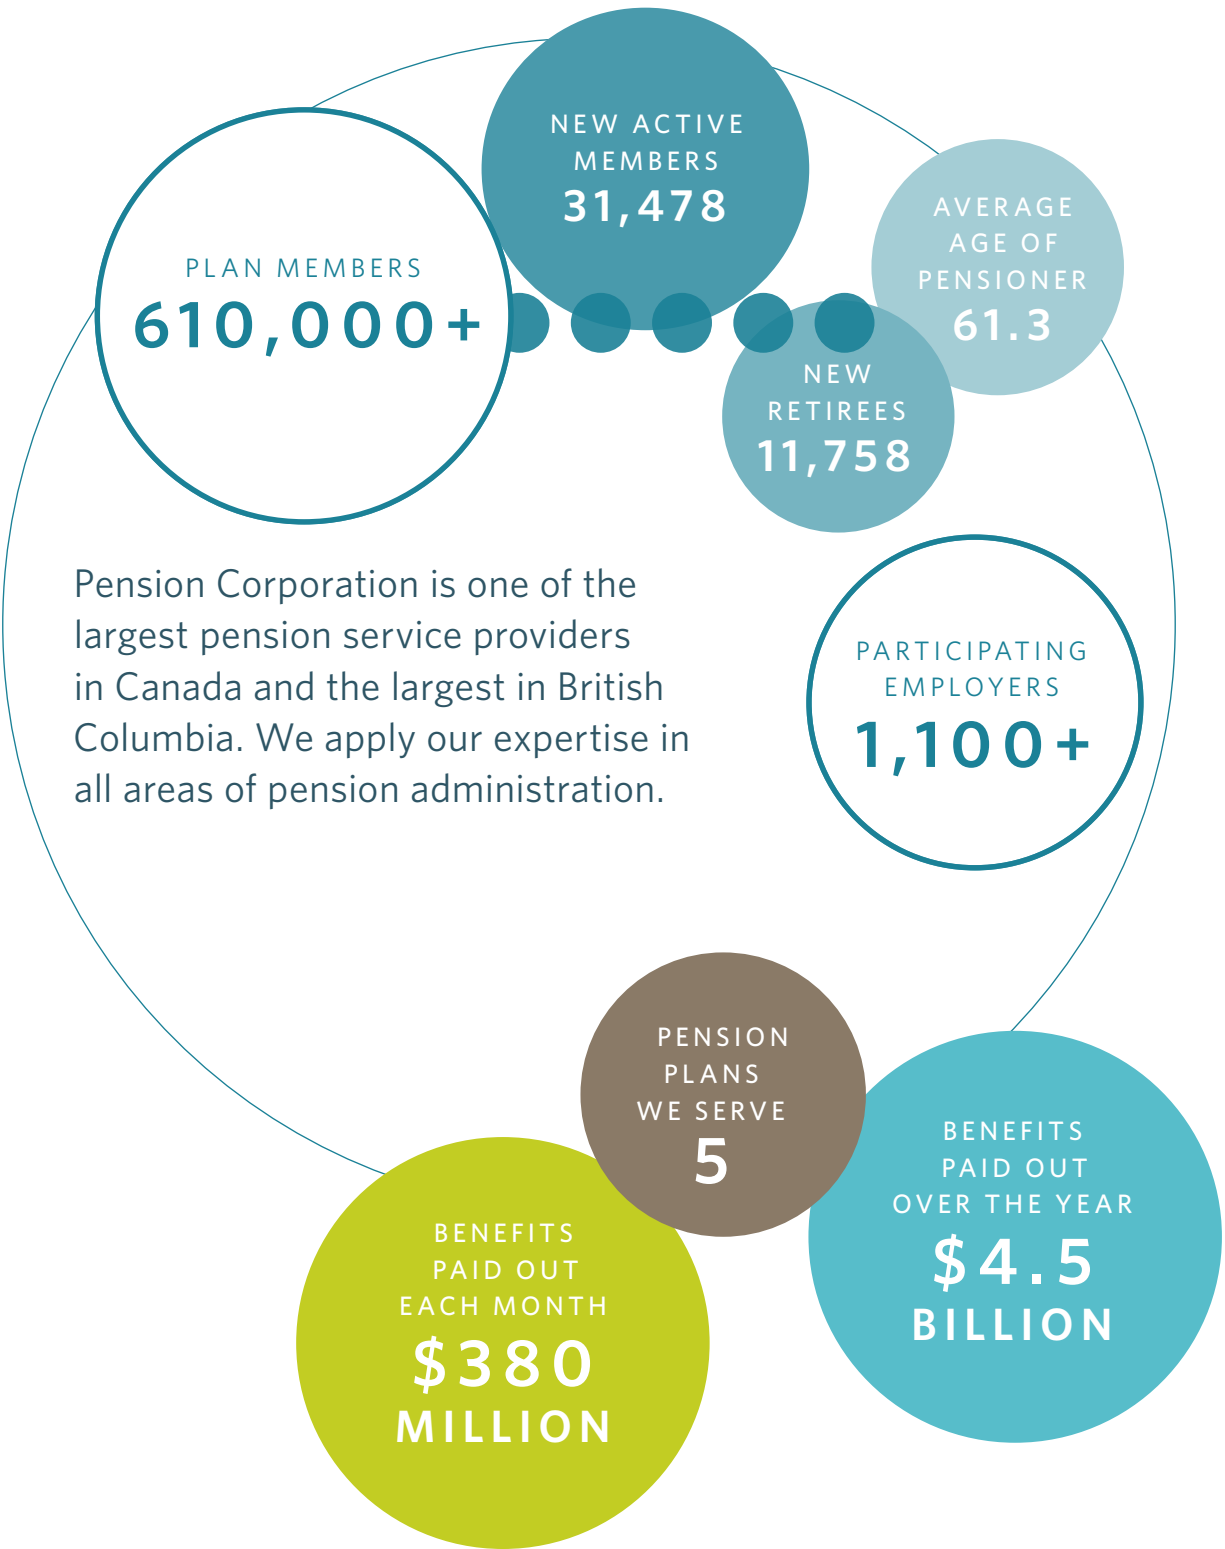 NEW ACTIVE
MEMBERS
31,478
PLAN MEMBERS
610,000+
AVERAGE
AGE OF
PENSIONER
61.3
NEW
RETIREES
11,758
Pension Corporation is one of the
largest pension service providers
in Canada and the largest in British
Columbia. We apply our expertise in
all areas of pension administration.
PARTICIPATING
EMPLOYERS
1,100+
PENSION
PLANS
WE SERVE
5
BENEFITS
PAID OUT
OVER THE YEAR
$4.5
BILLION
BENEFITS
PAID OUT
EACH MONTH
$380
MILLION